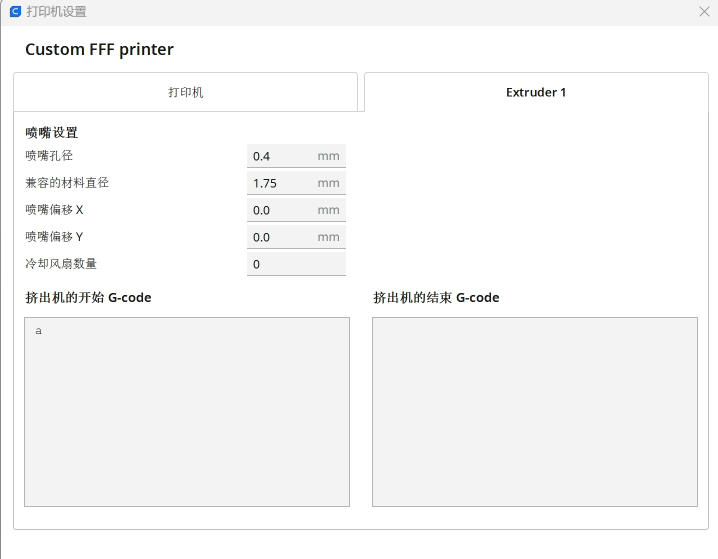 打印机设置
Custom FFF printer
打印机
Extruder 1
喷嘴设置
喷嘴孔径 0.4 mm
兼容的材料直径 1.75 mm
喷嘴偏移 X 0.0 mm
喷嘴偏移 Y 0.0 mm
冷却风扇数量 0
挤出机的开始 G-code
挤出机的结束 G-code
a